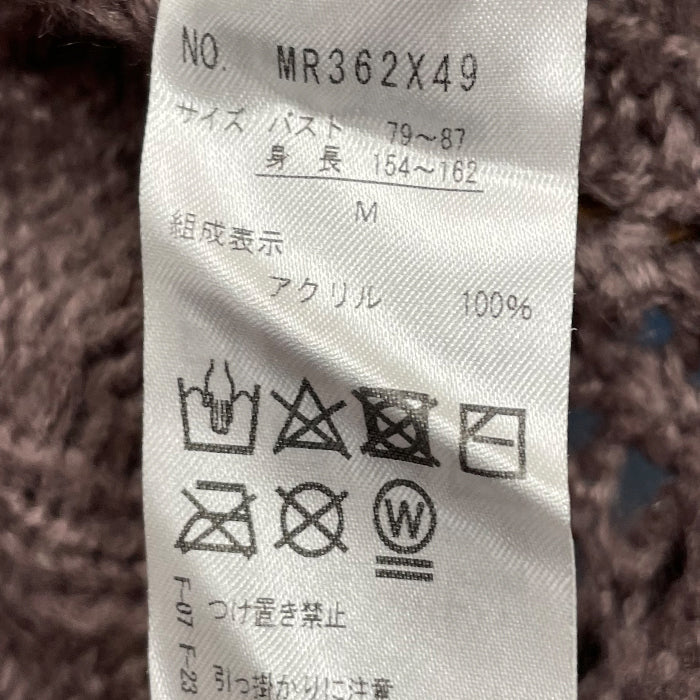 NO. MR362X49
サイズ バスト 79～87
身長 154～162
M
組成表示
アクリル 100%
W
F-07 つけ置き禁止
F-23 引っ掛かりに注意